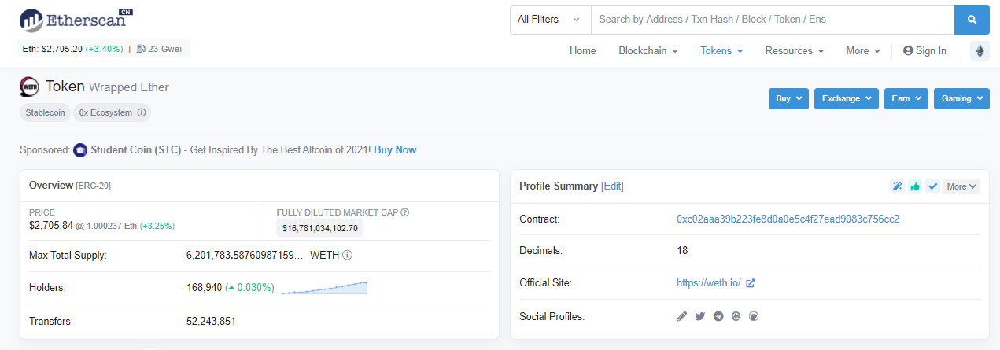 Etherscan CN
All Filters
Search by Address / Txn Hash / Block / Token / Ens
Eth: $2,705.20 (+3.40%) | 23 Gwei
Home Blockchain Tokens Resources More Sign In
WETH
Token Wrapped Ether
Stablecoin 0x Ecosystem
Buy Exchange Earn Gaming
Sponsored: Student Coin (STC) - Get Inspired By The Best Altcoin of 2021! Buy Now
Overview [ERC-20]
PRICE
$2,705.84 @ 1.000237 Eth (+3.25%)
FULLY DILUTED MARKET CAP
$16,781,034,102.70
Max Total Supply: 6,201,783.58760987159... WETH
Holders: 168,940 (0.030%)
Transfers: 52,243,851
Profile Summary [Edit]
More
Contract: 0xc02aaa39b223fe8d0a0e5c4f27ead9083c756cc2
Decimals: 18
Official Site: https://weth.io/
Social Profiles: